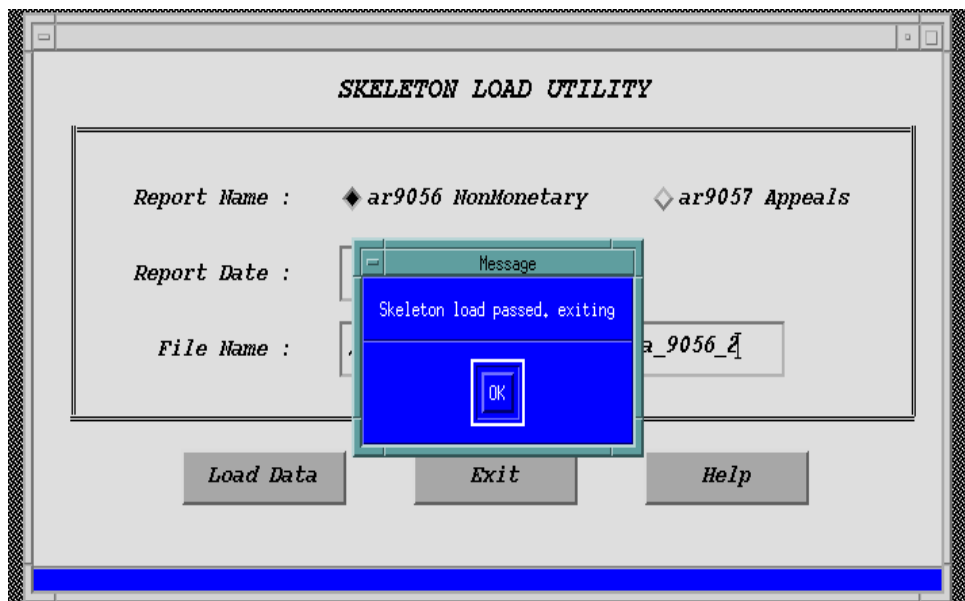 SKELETON LOAD UTILITY
Report Name : ar9056 NonMonetary ar9057 Appeals
Message
Report Date :
Skeleton load passed. exiting
File Name : a_9056_2
OK
Load Data Exit Help